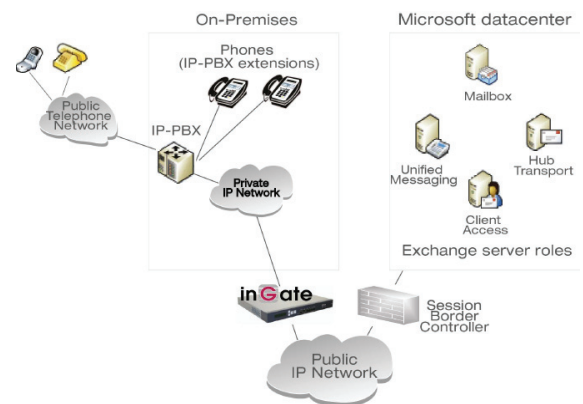 On-Premises
Phones
(IP-PBX extensions)
Public
Telephone
Network
IP-PBX
Private
IP Network
inGate
Microsoft datacenter
Mailbox
Unified
Messaging
Hub
Transport
Client
Access
Exchange server roles
Session
Border
Controller
Public
IP Network